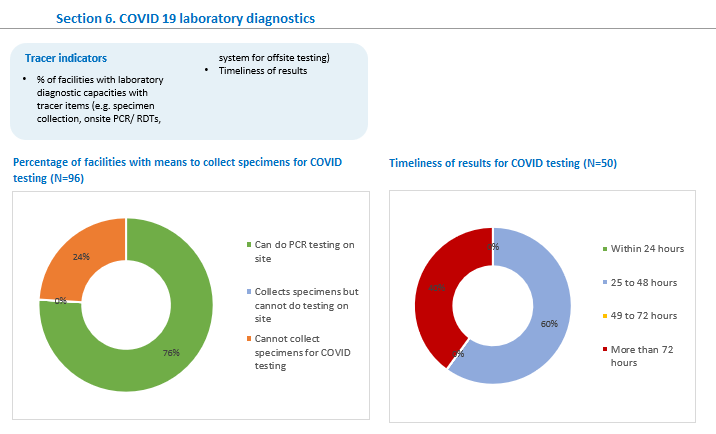 Section 6. COVID 19 laboratory diagnostics
Tracer indicators
• % of facilities with laboratory
diagnostic capacities with
tracer items (e.g. specimen
collection, onsite PCR/ RDTs,
system for offsite testing)
• Timeliness of results
Percentage of facilities with means to collect specimens for COVID
testing (N=96)
24%
0%
76%
Can do PCR testing on
site
Collects specimens but
cannot do testing on
site
Cannot collect
specimens for COVID
testing
Timeliness of results for COVID testing (N=50)
60%
Within 24 hours
25 to 48 hours
49 to 72 hours
More than 72
hours